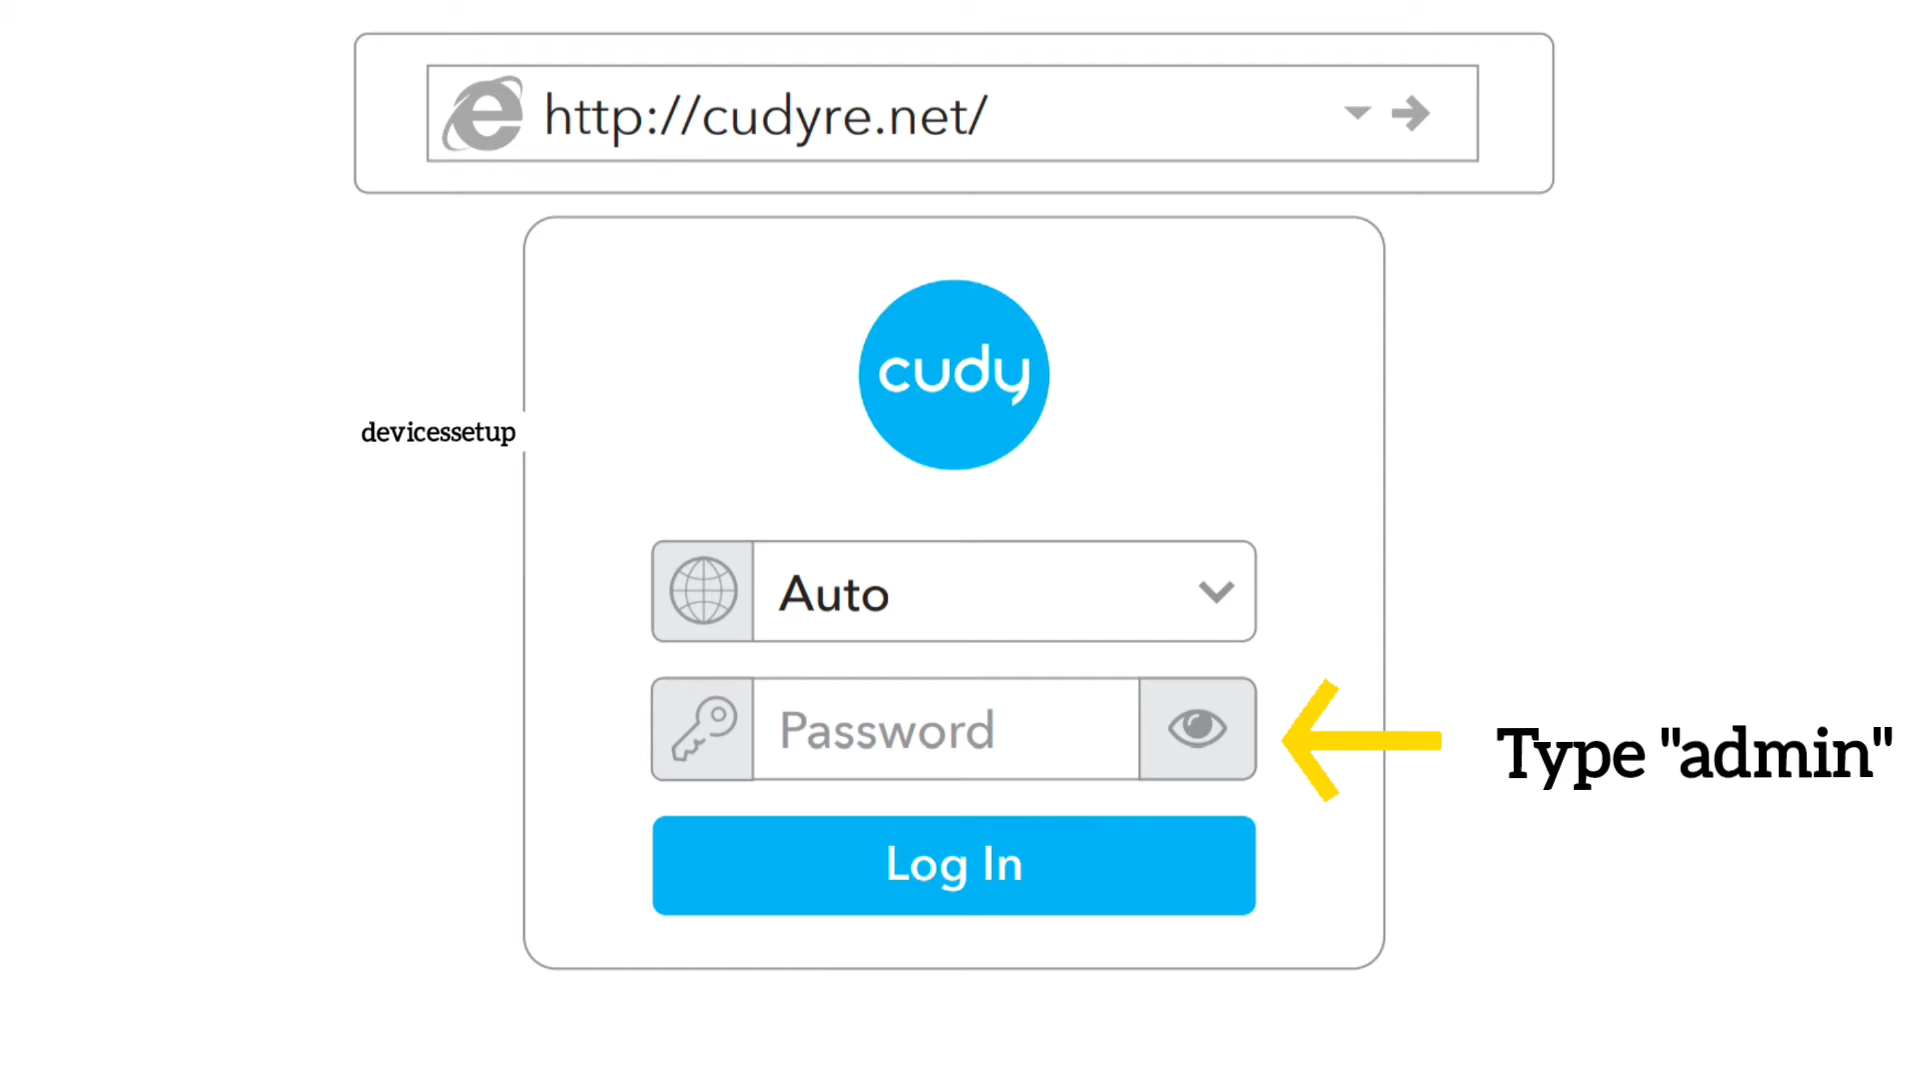 http://cudyre.net/
cudy
devicessetup
Auto
Password
Type "admin"
Log In